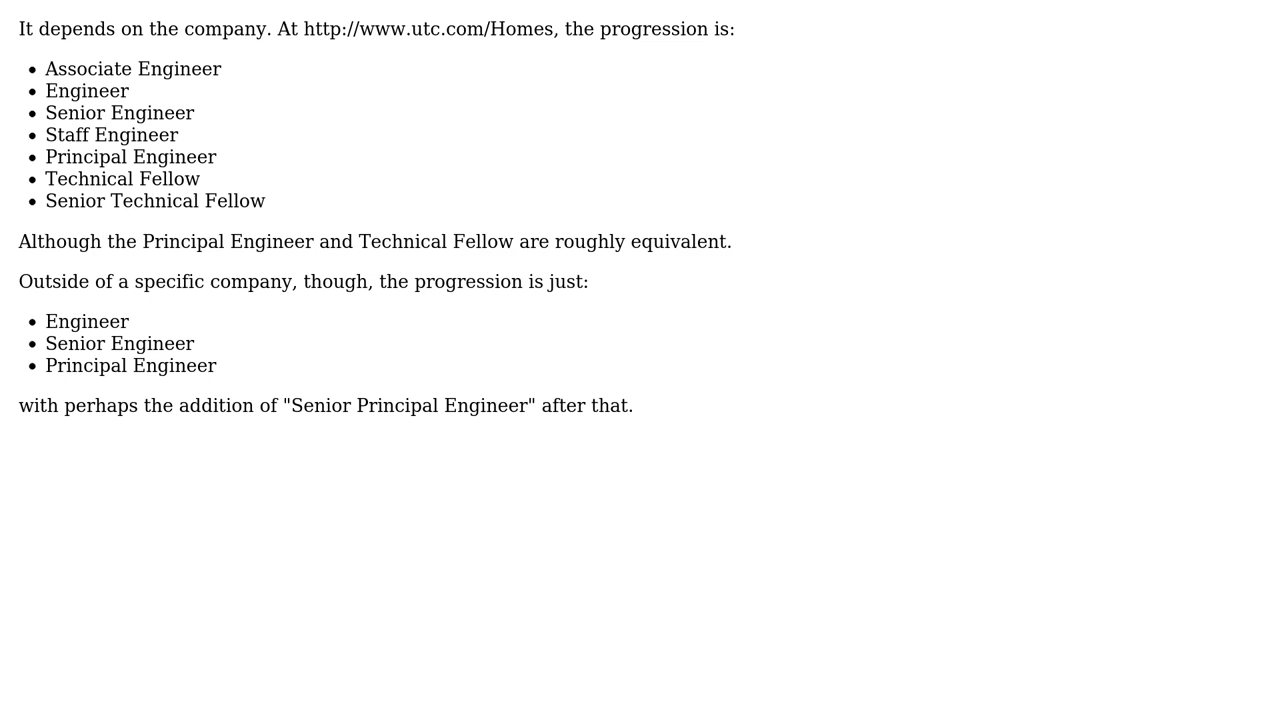 It depends on the company. At http://www.utc.com/Homes, the progression is:
• Associate Engineer
• Engineer
• Senior Engineer
• Staff Engineer
• Principal Engineer
• Technical Fellow
• Senior Technical Fellow
Although the Principal Engineer and Technical Fellow are roughly equivalent.
Outside of a specific company, though, the progression is just:
• Engineer
• Senior Engineer
• Principal Engineer
with perhaps the addition of "Senior Principal Engineer" after that.